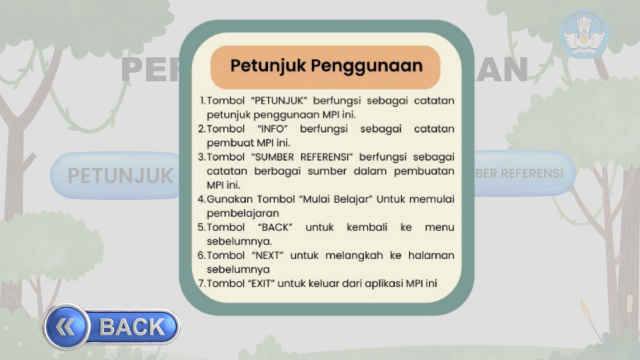 PER AN
Petunjuk Penggunaan
1.Tombol “PETUNJUK” berfungsi sebagai catatan
petunjuk penggunaan MPI ini.
2.Tombol “INFO” berfungsi sebagai catatan
pembuat MPI ini.
3.Tombol “SUMBER REFERENSI” berfungsi sebagai
catatan berbagai sumber dalam pembuatan
MPI ini.
4.Gunakan Tombol “Mulai Belajar” Untuk memulai
pembelajaran
5.Tombol “BACK” untuk kembali ke menu
sebelumnya.
6.Tombol “NEXT” untuk melangkah ke halaman
sebelumnya
7.Tombol “EXIT” untuk keluar dari aplikasi MPI ini
PETUNJUK
BER REFERENSI
BACK